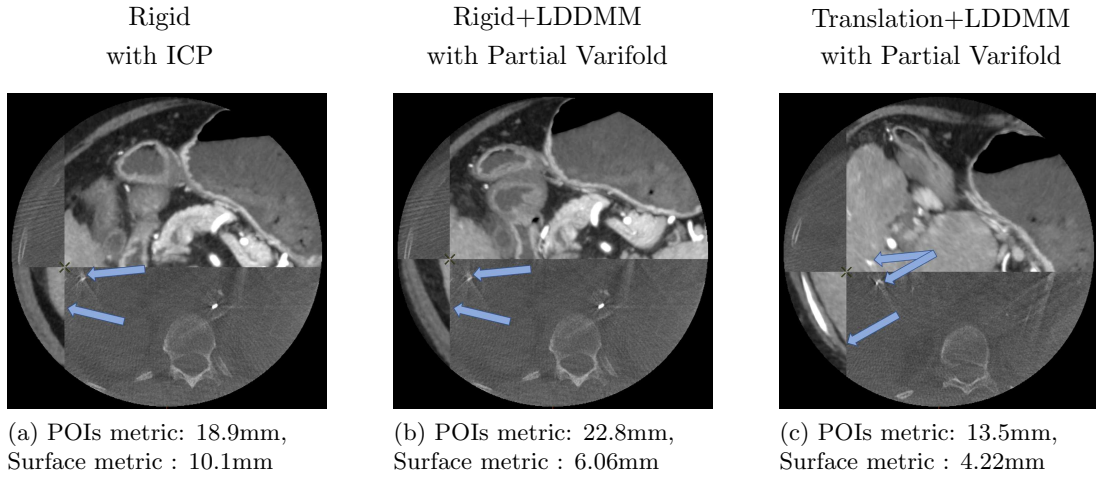 Rigid
with ICP
Rigid+LDDMM
with Partial Varifold
Translation+LDDMM
with Partial Varifold
(a) POIs metric: 18.9mm,
Surface metric : 10.1mm
(b) POIs metric: 22.8mm,
Surface metric : 6.06mm
(c) POIs metric: 13.5mm,
Surface metric : 4.22mm